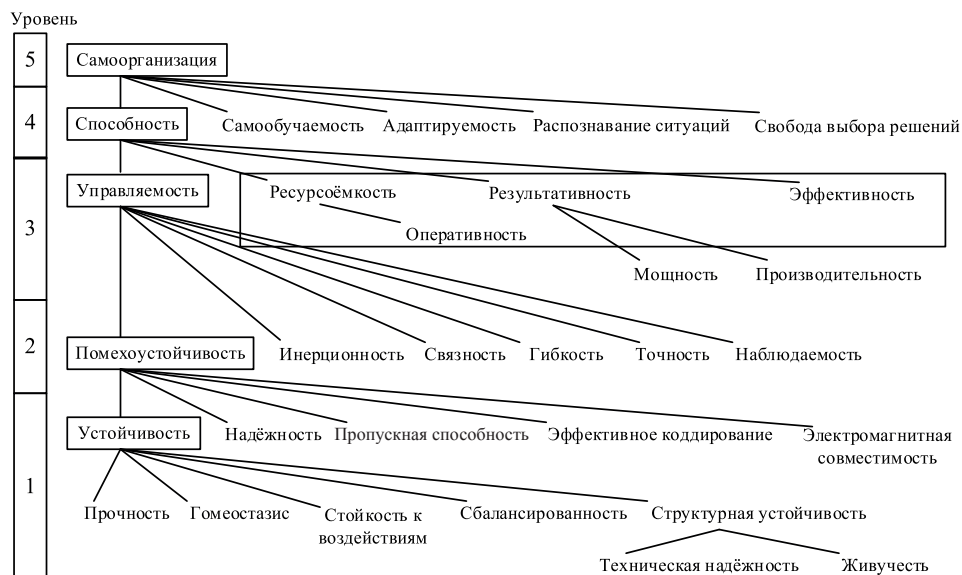 Уровень
5
Самоорганизация
4
Способность
Самообучаемость
Адаптируемость
Распознавание ситуаций
Свобода выбора решений
3
Управляемость
Ресурсоёмкость
Результативность
Эффективность
Оперативность
Мощность
Производительность
2
Помехоустойчивость
Инерционность
Связность
Гибкость
Точность
Наблюдаемость
1
Устойчивость
Надёжность
Пропускная способность
Эффективное коддирование
Электромагнитная
совместимость
Прочность
Гомеостазис
Стойкость к
воздействиям
Сбалансированность
Структурная устойчивость
Техническая надёжность
Живучесть